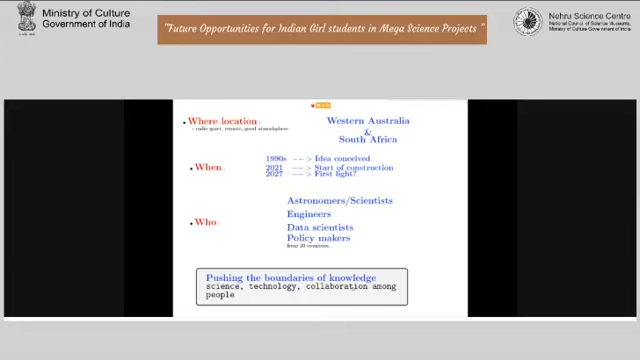 Ministry of Culture
Government of India
"Future Opportunities for Indian Girl students in Mega Science Projects "
Nehru Science Centre
National Council of Science Museums,
Ministry of Culture, Government of India
• Where location:
- radio quiet, remote, good atmosphere
Western Australia
&
South Africa
• When:
1990s --> Idea conceived
2021 --> Start of construction
2027 --> First light?
• Who:
Astronomers/Scientists
Engineers
Data scientists
Policy makers
from 20 countries
Pushing the boundaries of knowledge
science, technology, collaboration among
people